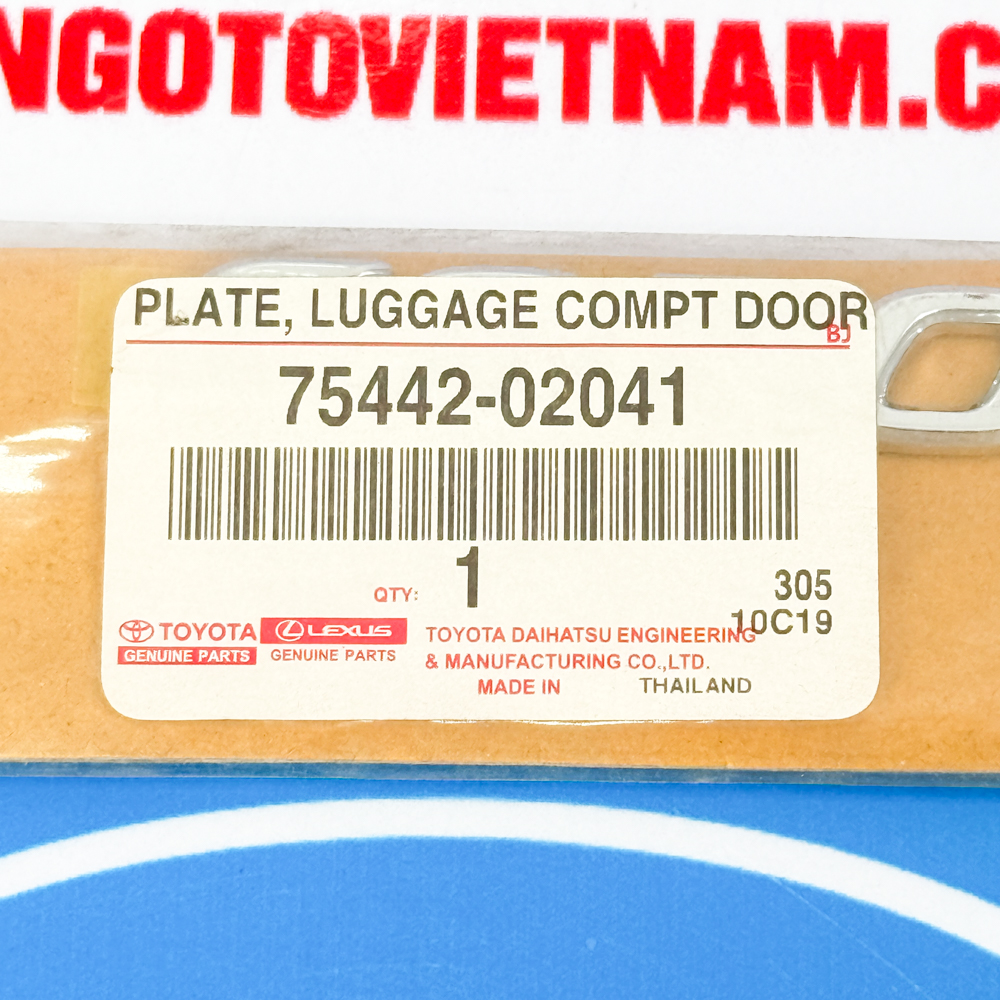 NGOTOVIETNAM.C
PLATE, LUGGAGE COMPT DOOR
BJ
75442-02041
1
QTY:
305
10C19
TOYOTA LEXUS
GENUINE PARTS GENUINE PARTS
TOYOTA DAIHATSU ENGINEERING
& MANUFACTURING CO.,LTD.
MADE IN THAILAND